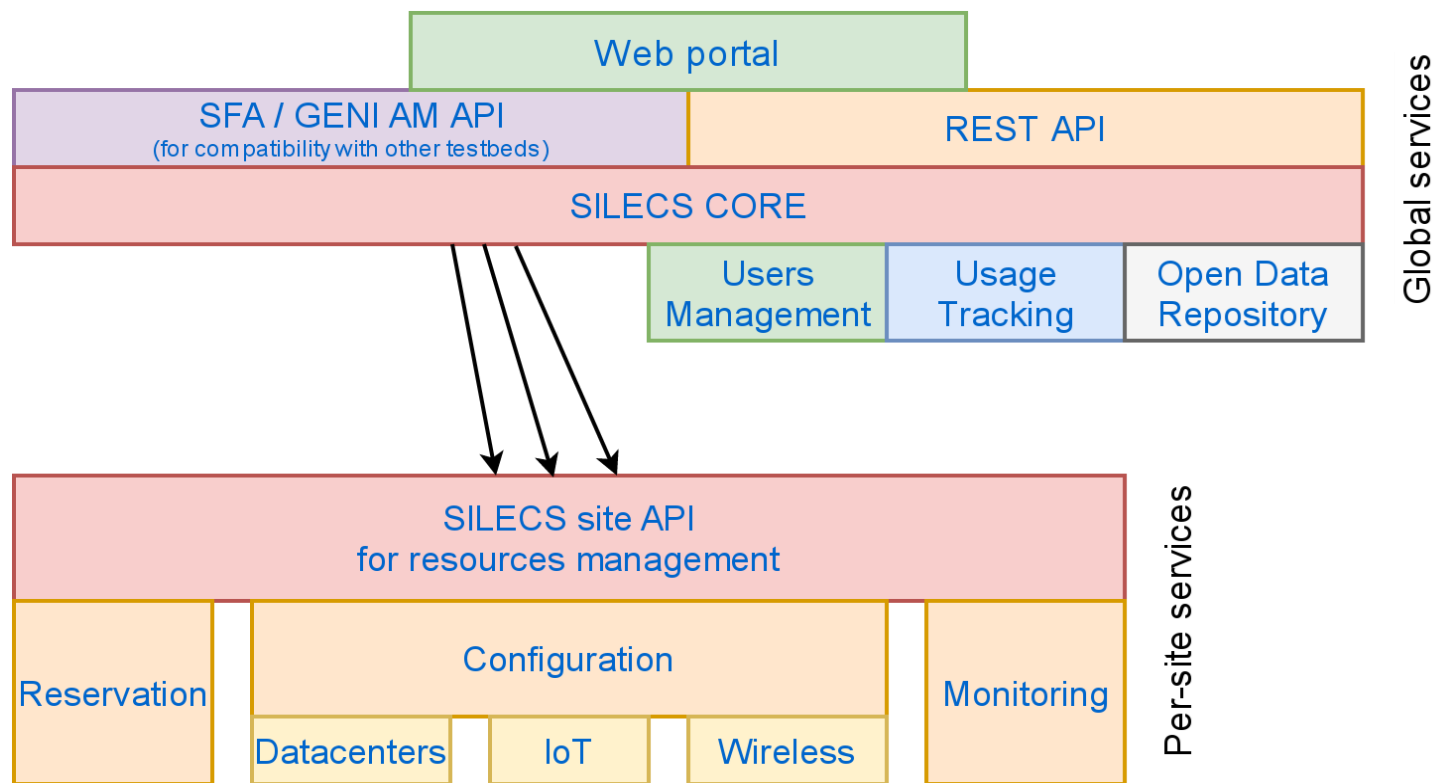 Web portal
SFA / GENI AM API
(for compatibility with other testbeds)
REST API
SILECS CORE
Users
Management
Usage
Tracking
Open Data
Repository
Global services
SILECS site API
for resources management
Reservation
Configuration
Monitoring
Datacenters
IoT
Wireless
Per-site services